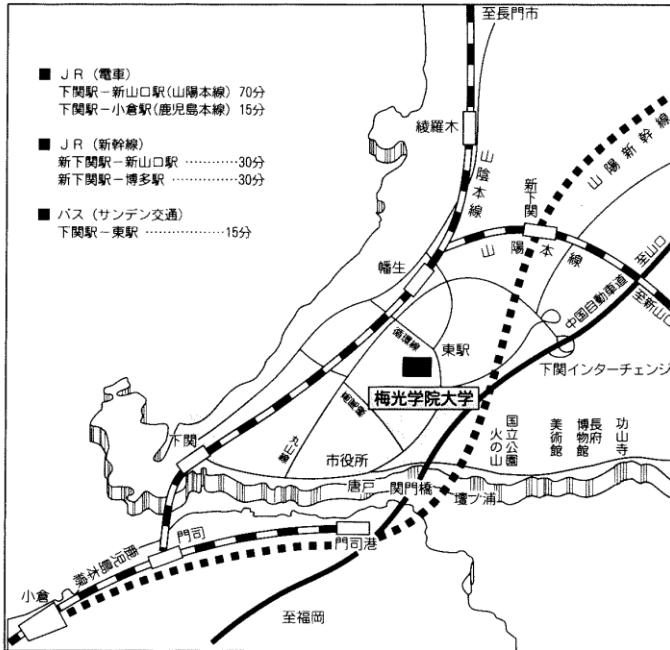 ■ JR (電車)
下関駅－新山口駅(山陽本線) 70分
下関駅－小倉駅(鹿児島本線) 15分
■ JR (新幹線)
新下関駅－新山口駅 …………30分
新下関駅－博多駅 ……………30分
■ バス (サンデン交通)
下関駅－東駅 ………………15分
至長門市
綾羅木
山陰本線
新下関
山陽新幹線
山陽本線
幡生
至山口
中国自動車道
至新山口
循環線
東駅
下関インターチェンジ
梅光学院大学
下関
丸山線
市役所
国立公園
火の山
美術館
長府
博物館
功山寺
唐戸
関門橋
壇ノ浦
門司
門司港
鹿児島本線
小倉
至福岡